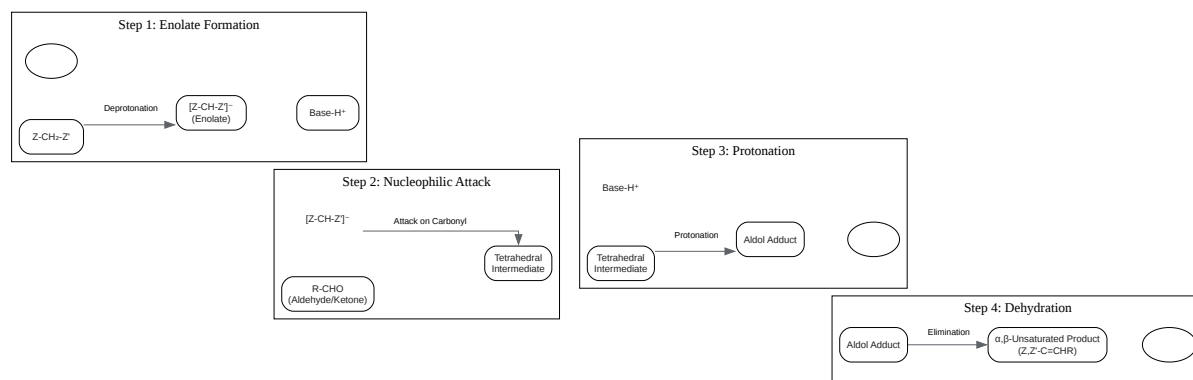 Step 1: Enolate Formation
Deprotonation
[Z-CH-Z']⁻
(Enolate)
Base-H⁺
Z-CH₂-Z'
Step 2: Nucleophilic Attack
[Z-CH-Z']⁻
Attack on Carbonyl
Tetrahedral
Intermediate
R-CHO
(Aldehyde/Ketone)
Step 3: Protonation
Base-H⁺
Protonation
Aldol Adduct
Tetrahedral
Intermediate
Step 4: Dehydration
Aldol Adduct
Elimination
α,β-Unsaturated Product
(Z,Z'-C=CHR)